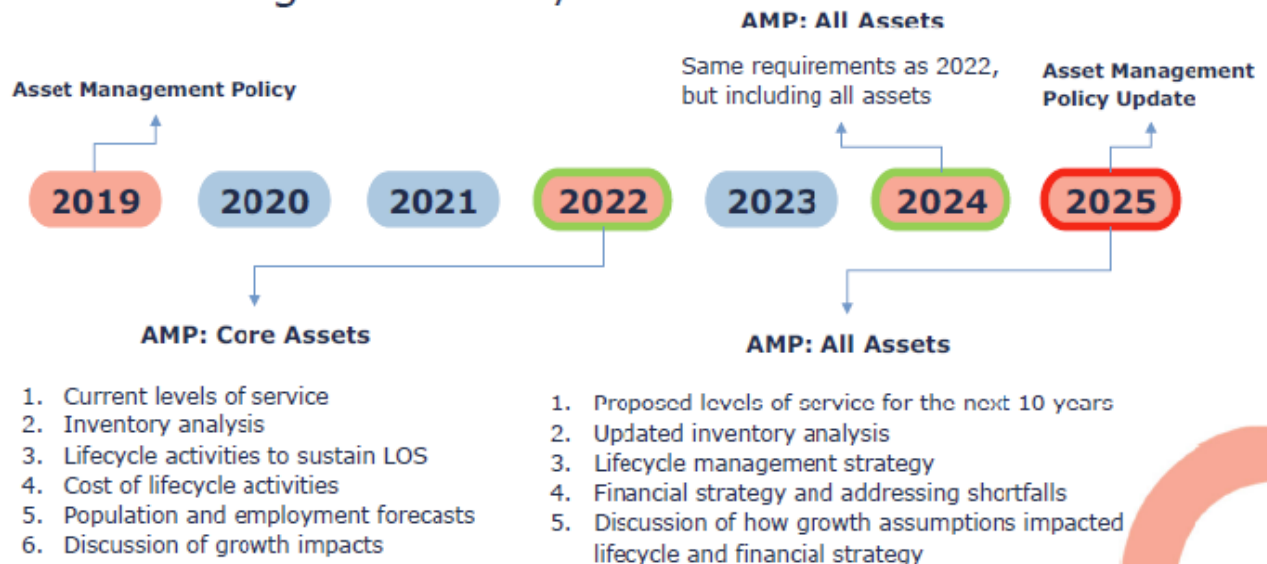 AMP: All Assets
Same requirements as 2022,
but including all assets
Asset Management Policy
Asset Management
Policy Update
2019
2020
2021
2022
2023
2024
2025
AMP: Core Assets
1. Current levels of service
2. Inventory analysis
3. Lifecycle activities to sustain LOS
4. Cost of lifecycle activities
5. Population and employment forecasts
6. Discussion of growth impacts
AMP: All Assets
1. Proposed levels of service for the next 10 years
2. Updated inventory analysis
3. Lifecycle management strategy
4. Financial strategy and addressing shortfalls
5. Discussion of how growth assumptions impacted
lifecycle and financial strategy